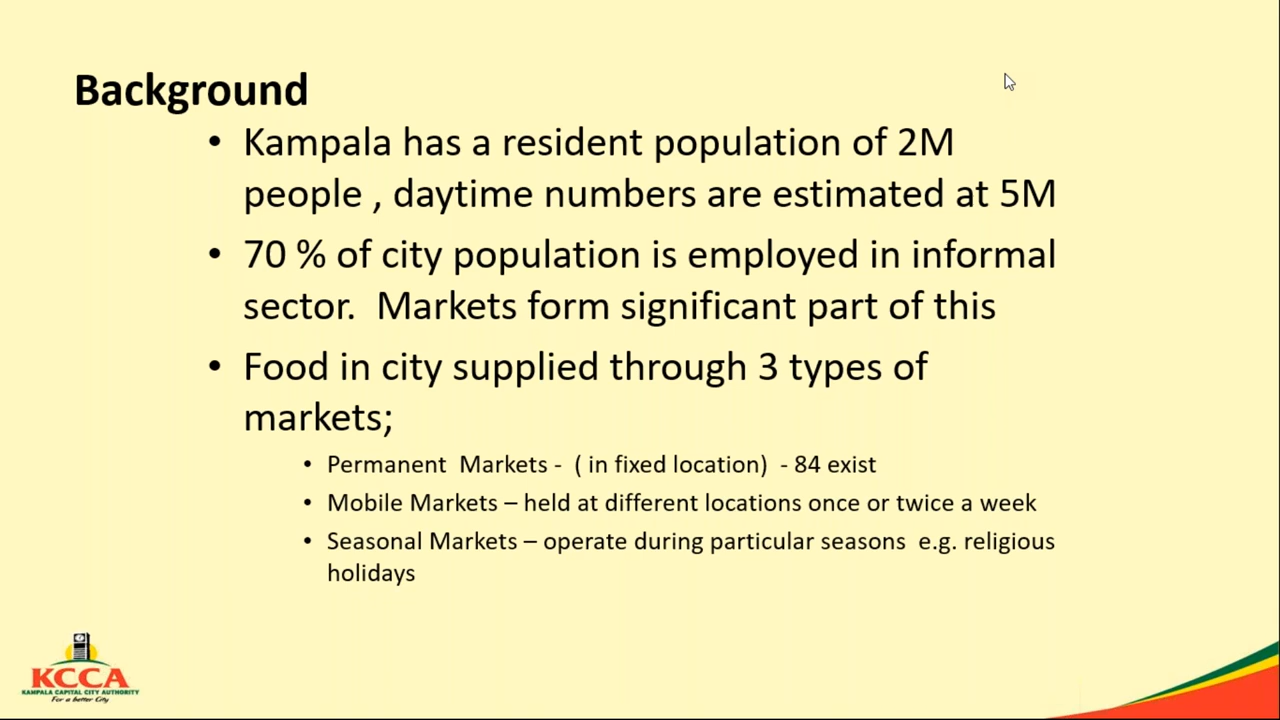 Background
• Kampala has a resident population of 2M
people , daytime numbers are estimated at 5M
• 70 % of city population is employed in informal
sector.  Markets form significant part of this
• Food in city supplied through 3 types of
markets;
• Permanent  Markets -  ( in fixed location)  - 84 exist
• Mobile Markets – held at different locations once or twice a week
• Seasonal Markets – operate during particular seasons  e.g. religious
holidays
KCCA
KAMPALA CAPITAL CITY AUTHORITY
For a better City